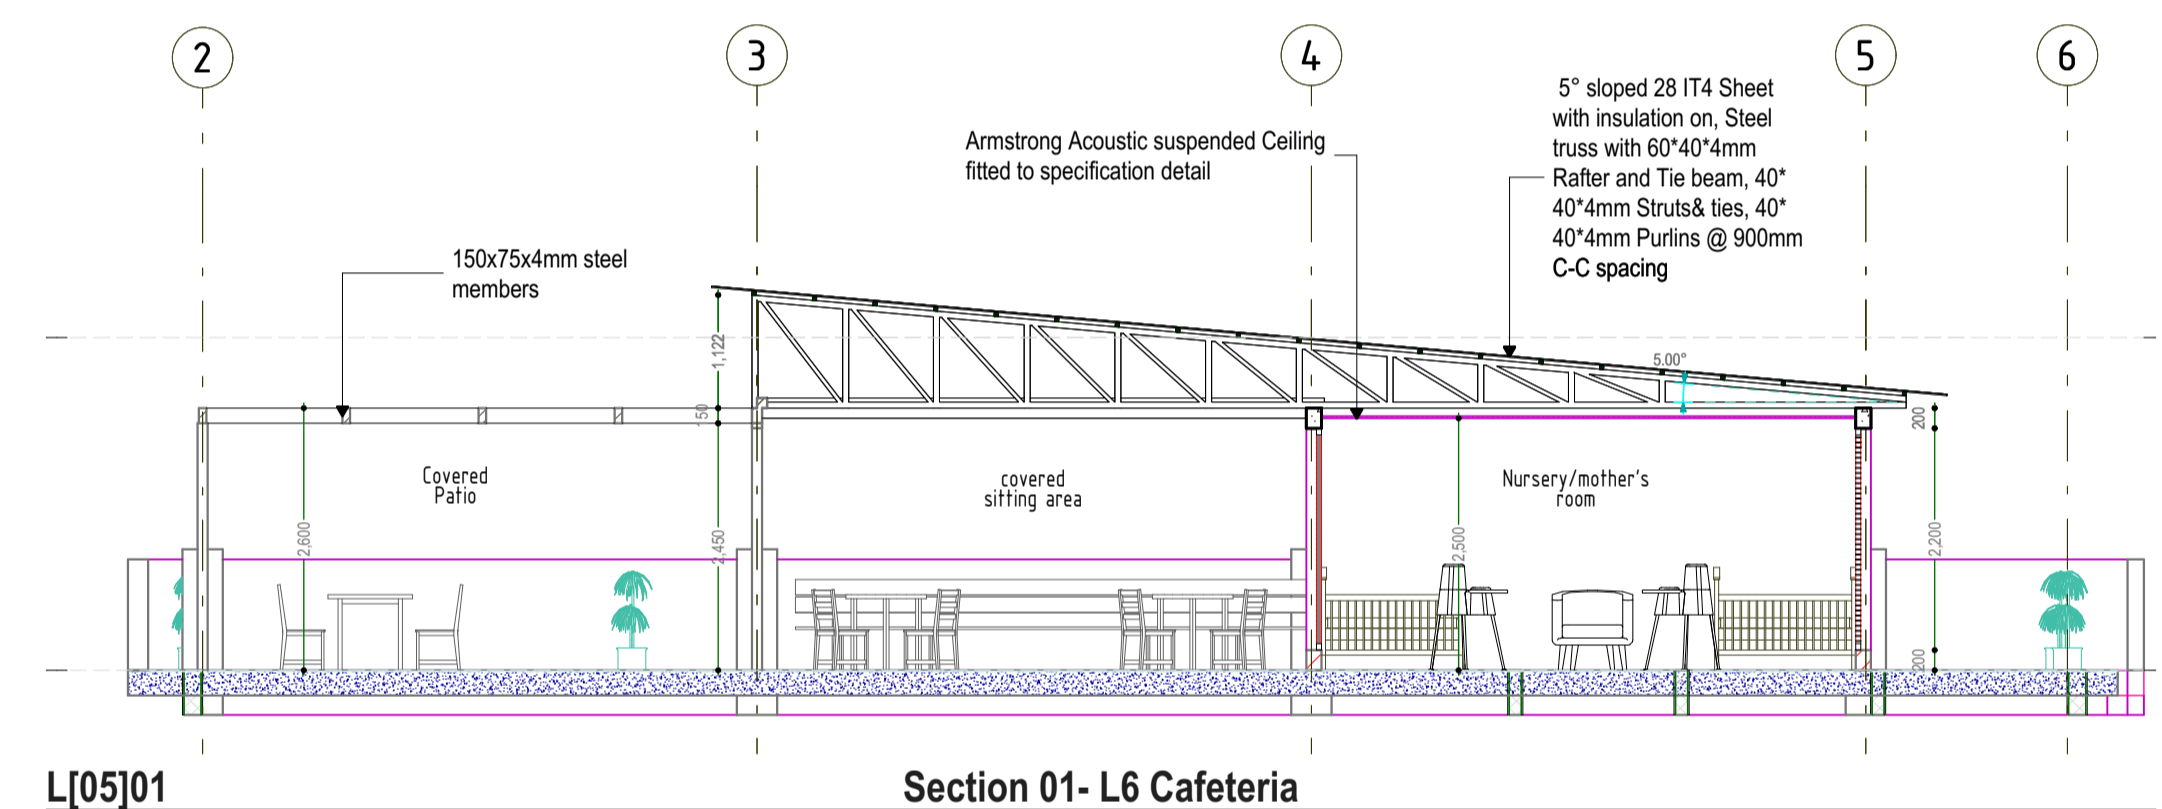 2
3
4
5
6
5° sloped 28 IT4 Sheet
with insulation on, Steel
truss with 60*40*4mm
Rafter and Tie beam, 40*
40*4mm Struts& ties, 40*
40*4mm Purlins @ 900mm
C-C spacing
Armstrong Acoustic suspended Ceiling
fitted to specification detail
150x75x4mm steel
members
1,122
5.00°
150
200
Covered
Patio
covered
sitting area
Nursery/mother's
room
2,600
2,450
2,500
2,200
200
L[05]01
Section 01- L6 Cafeteria